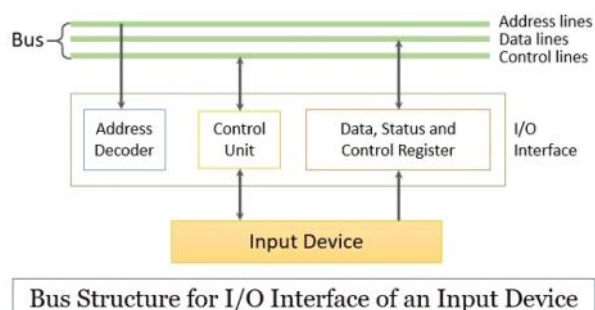 Address lines
Bus
Data lines
Control lines
Address
Decoder
Control
Unit
Data, Status and
Control Register
I/O
Interface
Input Device
Bus Structure for I/O Interface of an Input Device